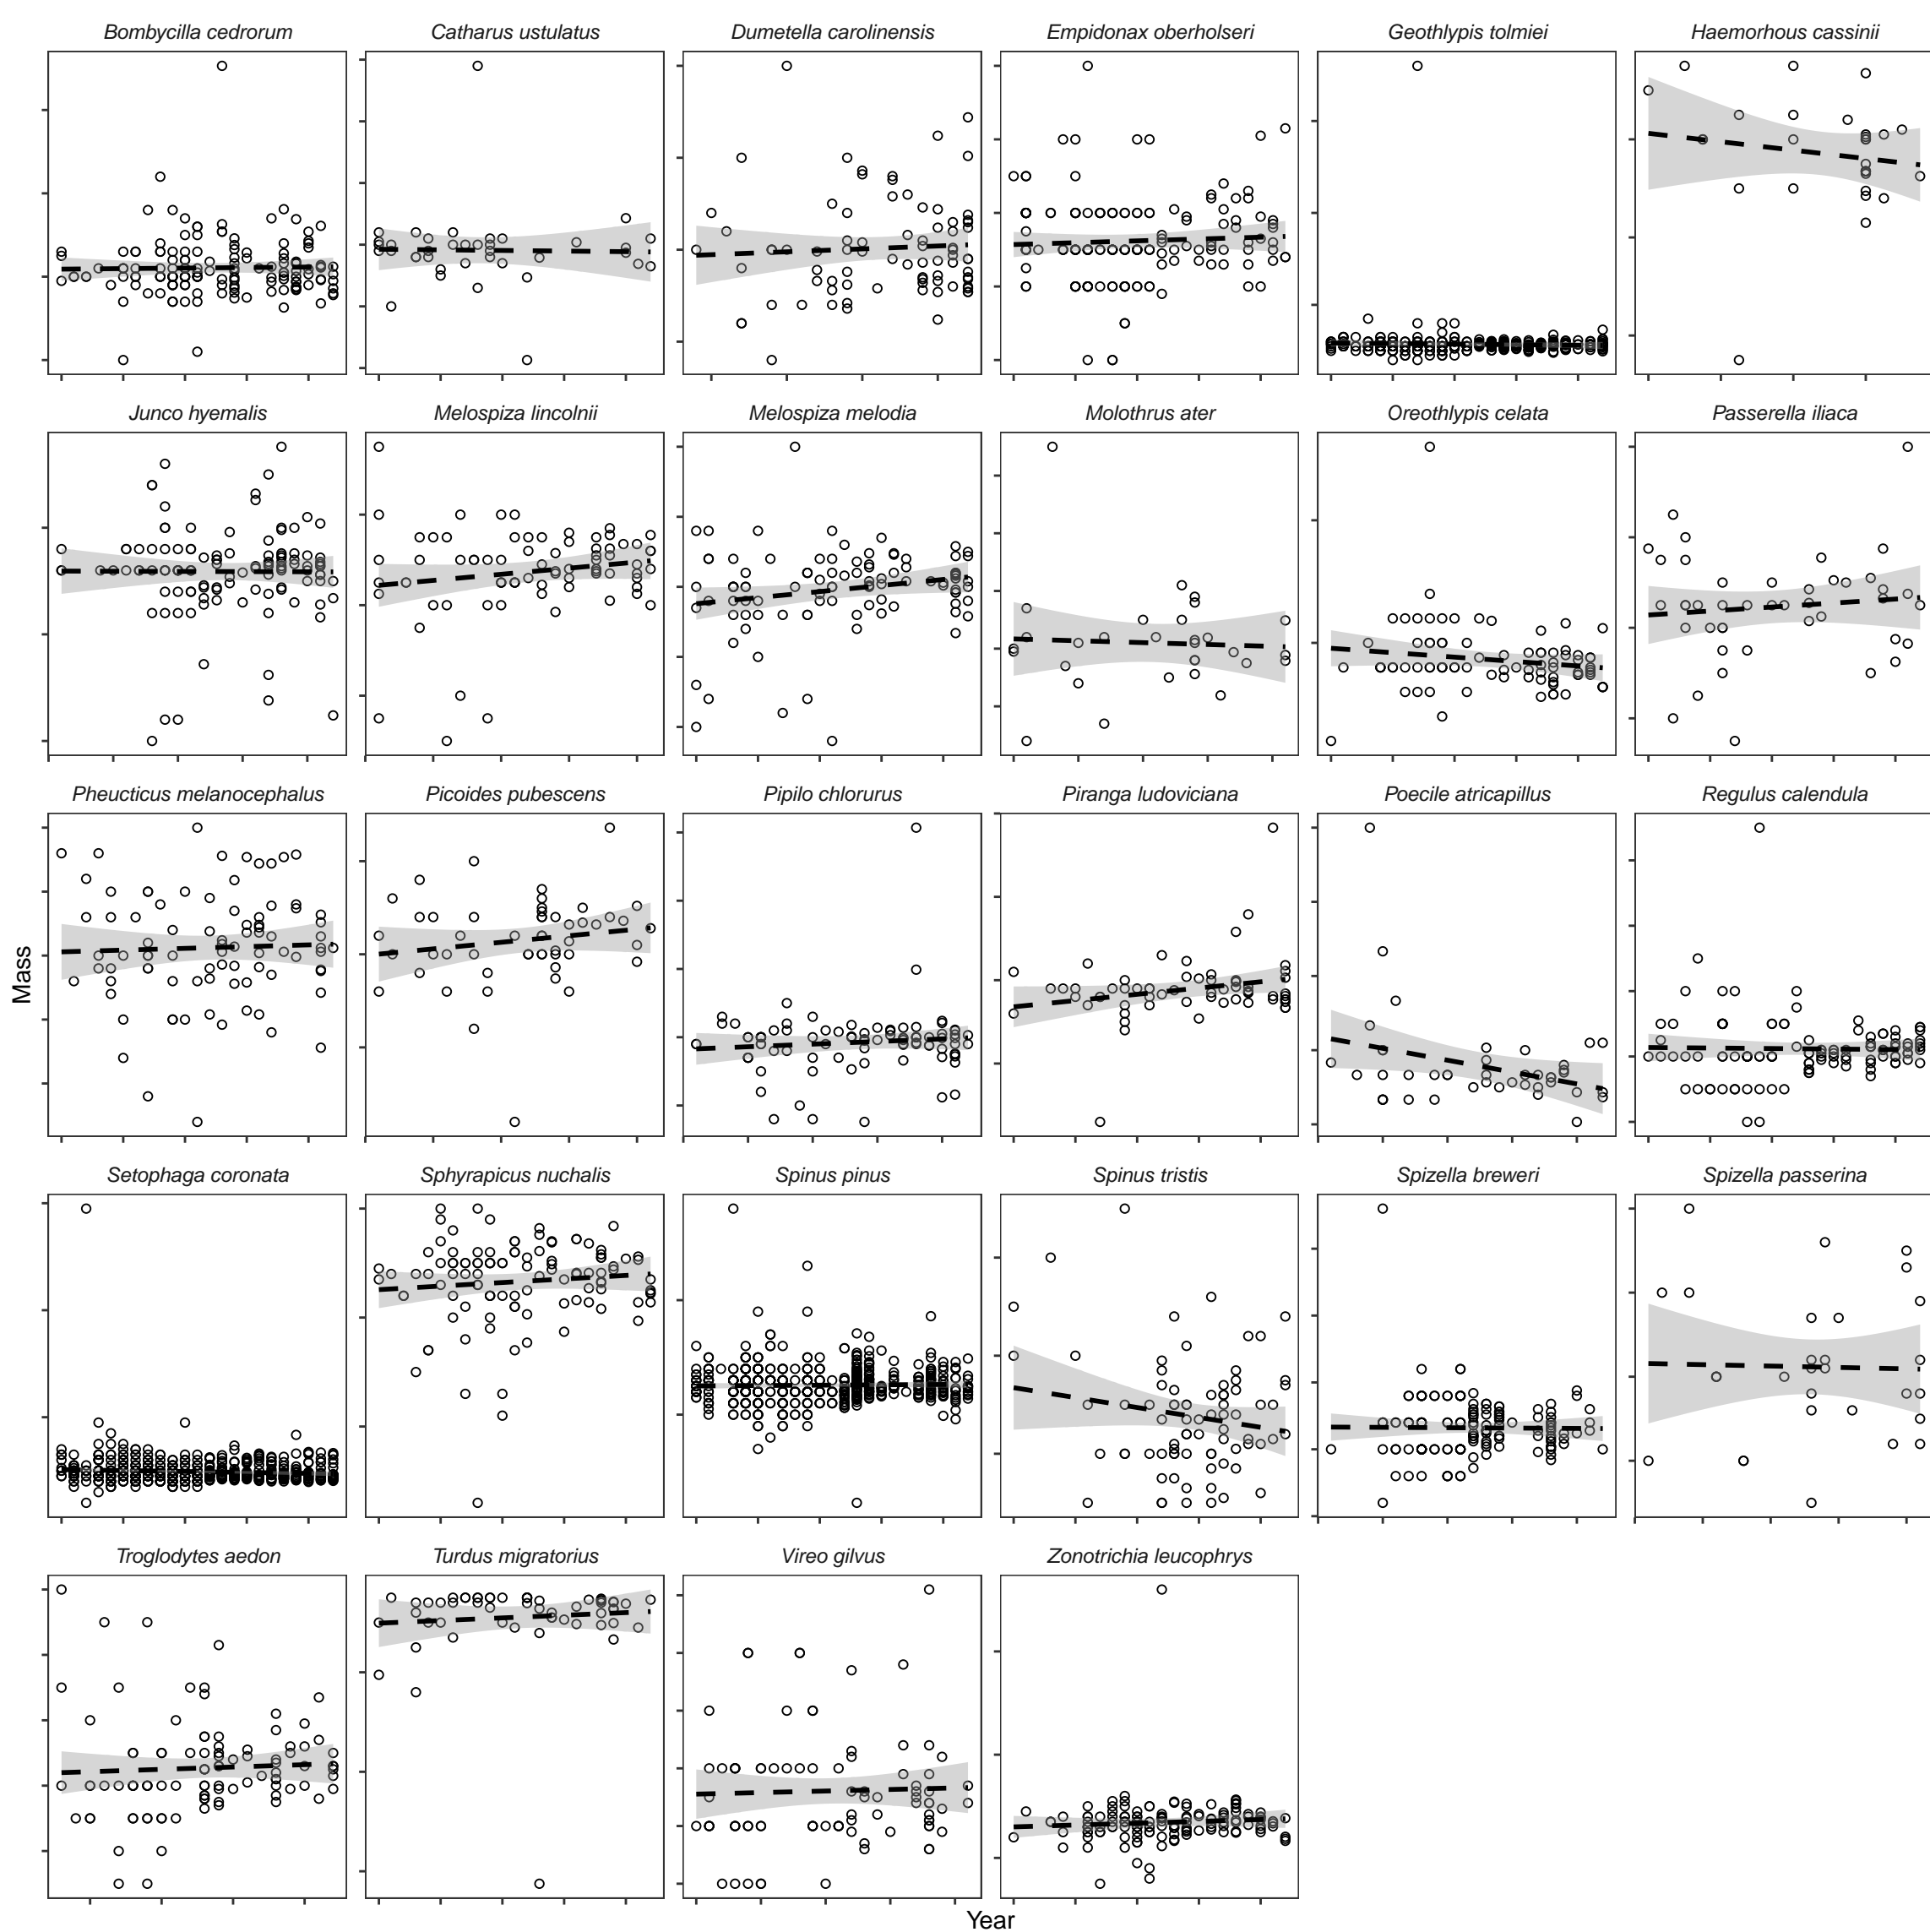 Bombycilla cedrorum
Catharus ustulatus
Dumetella carolinensis
Empidonax oberholseri
Geothlypis tolmiei
Haemorhous cassinii
Junco hyemalis
Melospiza lincolnii
Melospiza melodia
Molothrus ater
Oreothlypis celata
Passerella iliaca
Pheucticus melanocephalus
Picoides pubescens
Pipilo chlorurus
Piranga ludoviciana
Poecile atricapillus
Regulus calendula
Mass
Setophaga coronata
Sphyrapicus nuchalis
Spinus pinus
Spinus tristis
Spizella breweri
Spizella passerina
Troglodytes aedon
Turdus migratorius
Vireo gilvus
Zonotrichia leucophrys
Year